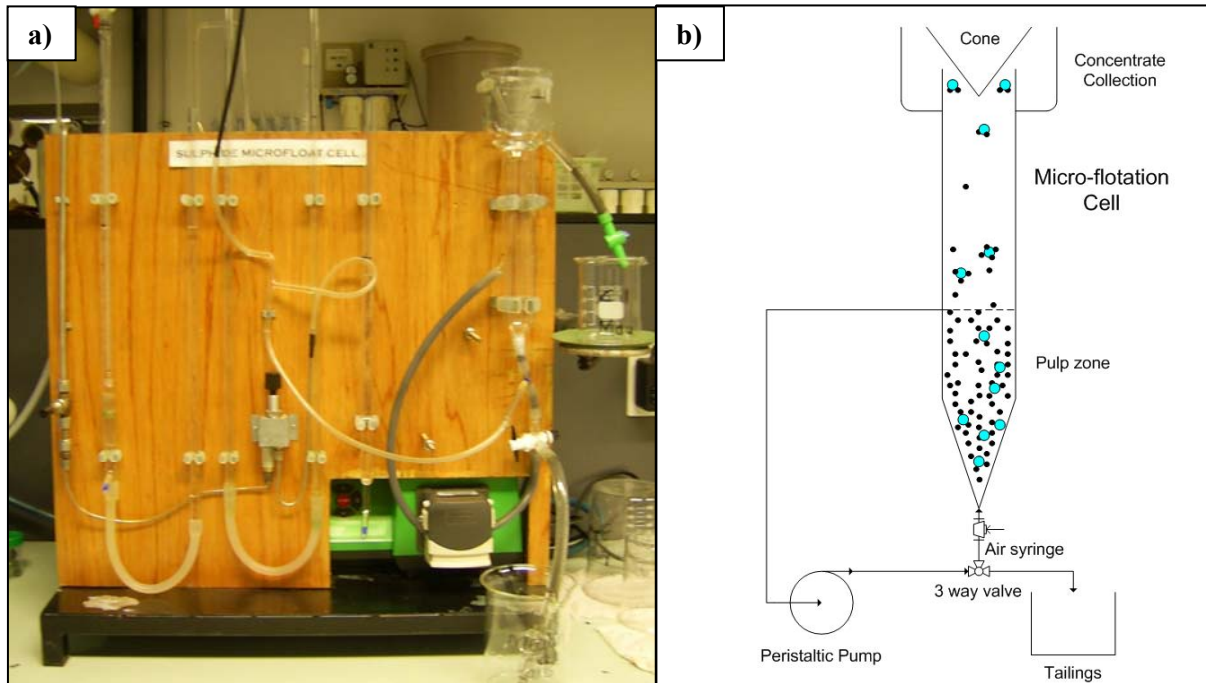 a)
SULPHIDE MICROFLOAT CELL
b)
Cone
Concentrate
Collection
Micro-flotation
Cell
Pulp zone
Air syringe
3 way valve
Peristaltic Pump
Tailings